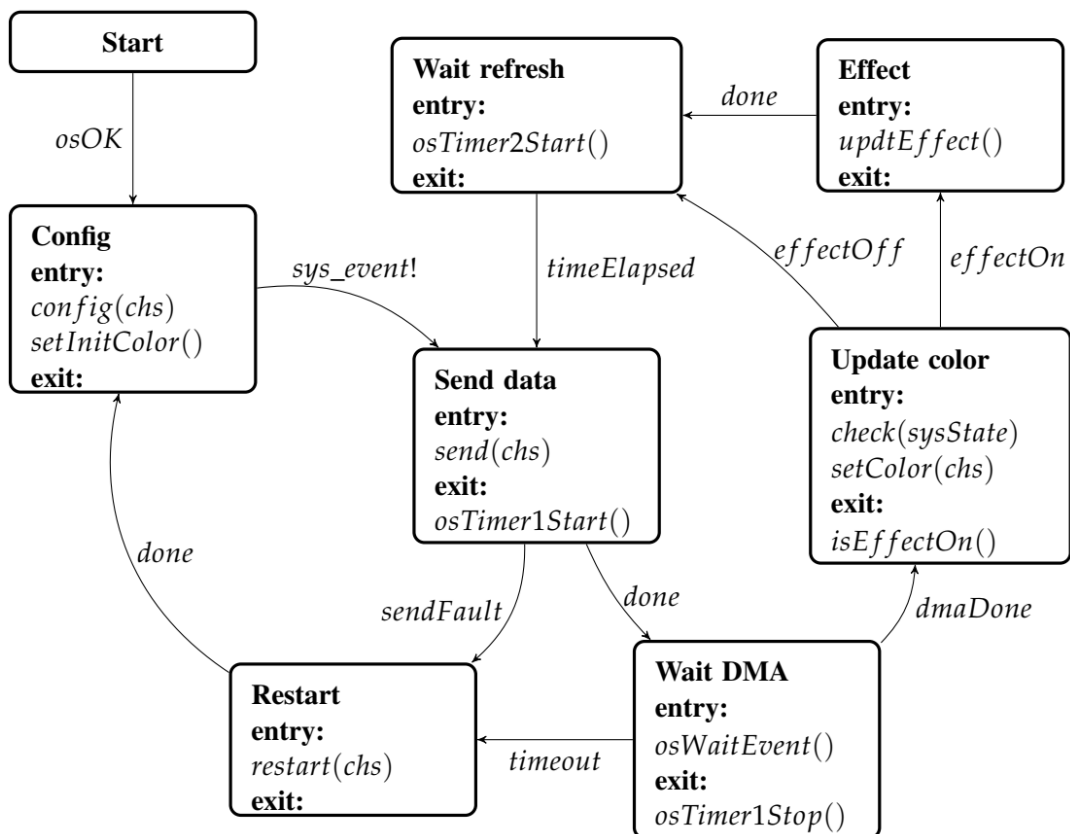 Start
osOK
Config
entry:
config(chs)
setInitColor()
exit:
sys_event!
Wait refresh
entry:
osTimer2Start()
exit:
done
Effect
entry:
updtEffect()
exit:
timeElapsed
effectOff
effectOn
Send data
entry:
send(chs)
exit:
osTimer1Start()
Update color
entry:
check(sysState)
setColor(chs)
exit:
isEffectOn()
done
sendFault
done
dmaDone
Restart
entry:
restart(chs)
exit:
timeout
Wait DMA
entry:
osWaitEvent()
exit:
osTimer1Stop()